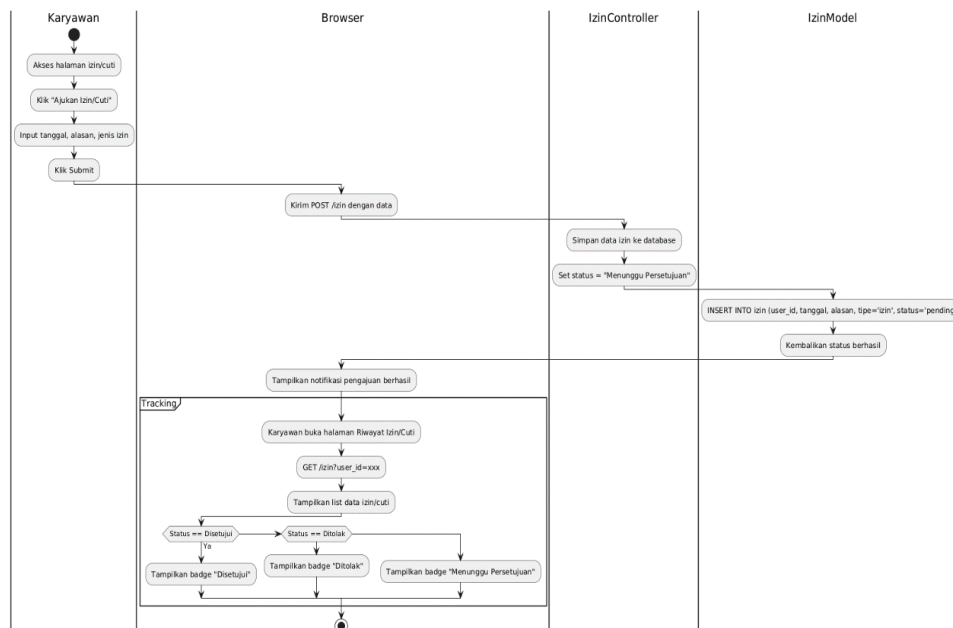 Karyawan
Browser
IzinController
IzinModel
Akses halaman izin/cuti
Klik "Ajukan Izin/Cuti"
Input tanggal, alasan, jenis izin
Klik Submit
Kirim POST /izin dengan data
Simpan data izin ke database
Set status = "Menunggu Persetujuan"
INSERT INTO izin (user_id, tanggal, alasan, tipe='izin', status='pending
Kembalikan status berhasil
Tampilkan notifikasi pengajuan berhasil
Tracking
Karyawan buka halaman Riwayat Izin/Cuti
GET /izin?user_id=xxx
Tampilkan list data izin/cuti
Status == Disetujui
Status == Ditolak
Ya
Tampilkan badge "Disetujui"
Tampilkan badge "Ditolak"
Tampilkan badge "Menunggu Persetujuan"